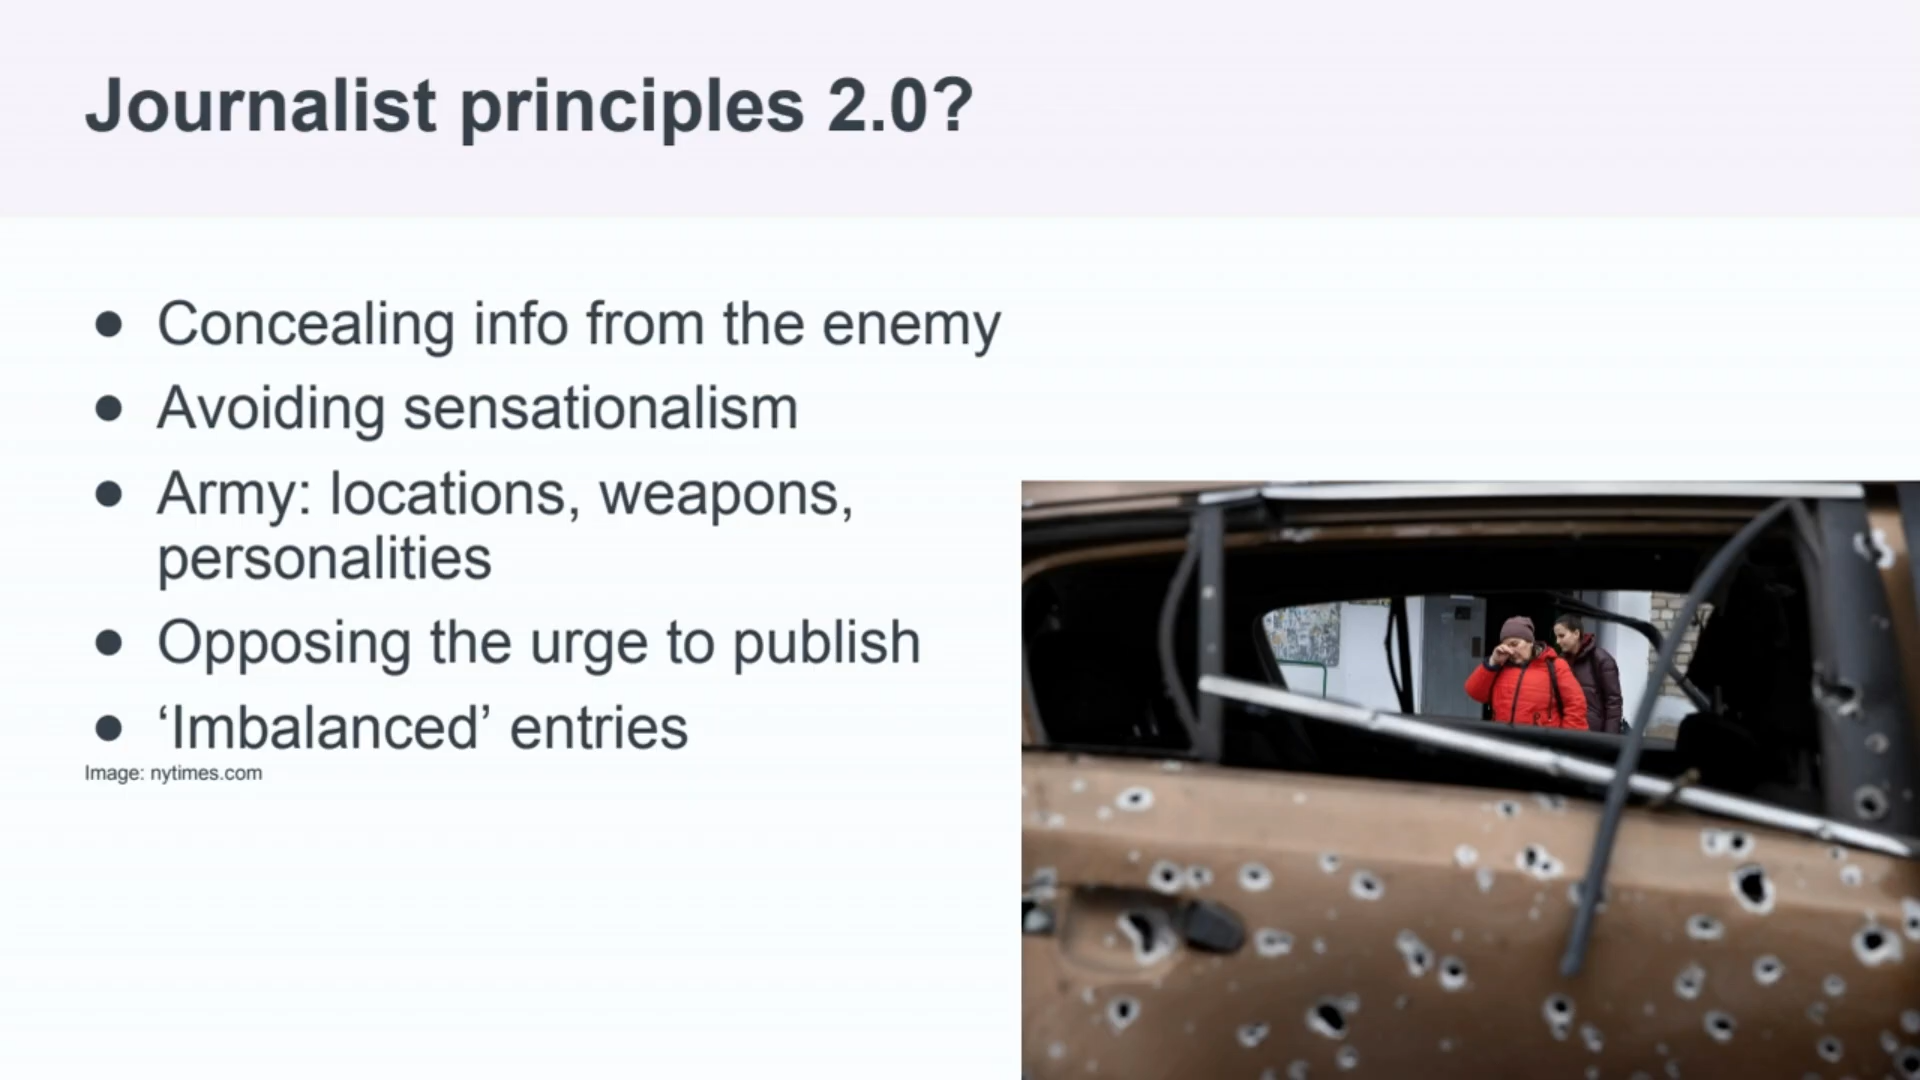 Journalist principles 2.0?
● Concealing info from the enemy
● Avoiding sensationalism
● Army: locations, weapons,
personalities
● Opposing the urge to publish
● ‘Imbalanced’ entries
Image: nytimes.com